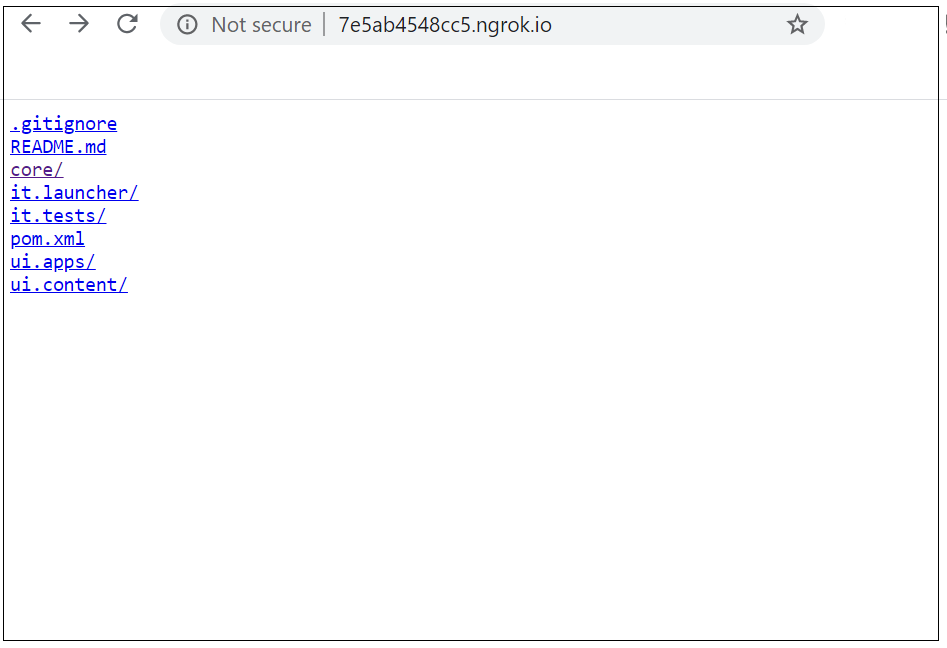 Not secure | 7e5ab4548cc5.ngrok.io
.gitignore
README.md
core/
it.launcher/
it.tests/
pom.xml
ui.apps/
ui.content/